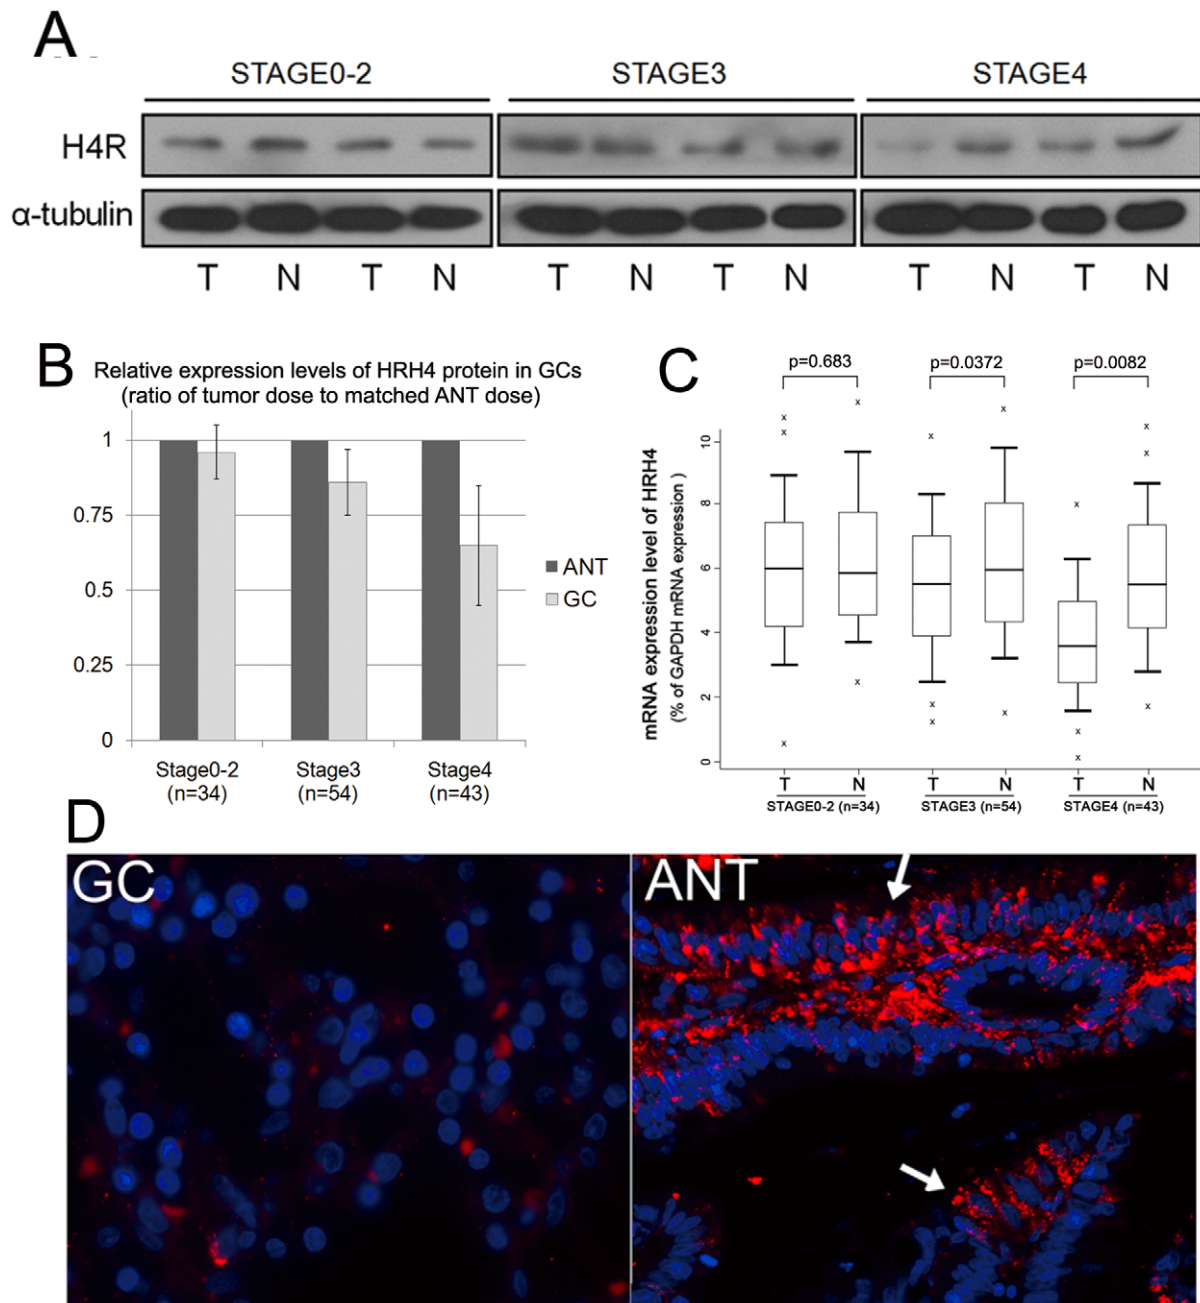 A
STAGE0-2 STAGE3 STAGE4
H4R
α-tubulin
T N T N T N T N T N T N
B
Relative expression levels of HRH4 protein in GCs
(ratio of tumor dose to matched ANT dose)
1
0.75
0.5
0.25
0
ANT
GC
Stage0-2 Stage3 Stage4
(n=34) (n=54) (n=43)
C
p=0.683 p=0.0372 p=0.0082
mRNA expression level of HRH4
(% of GAPDH mRNA expression )
10
8
6
4
2
0
T N T N T N
STAGE0-2 (n=34) STAGE3 (n=54) STAGE4 (n=43)
D
GC ANT